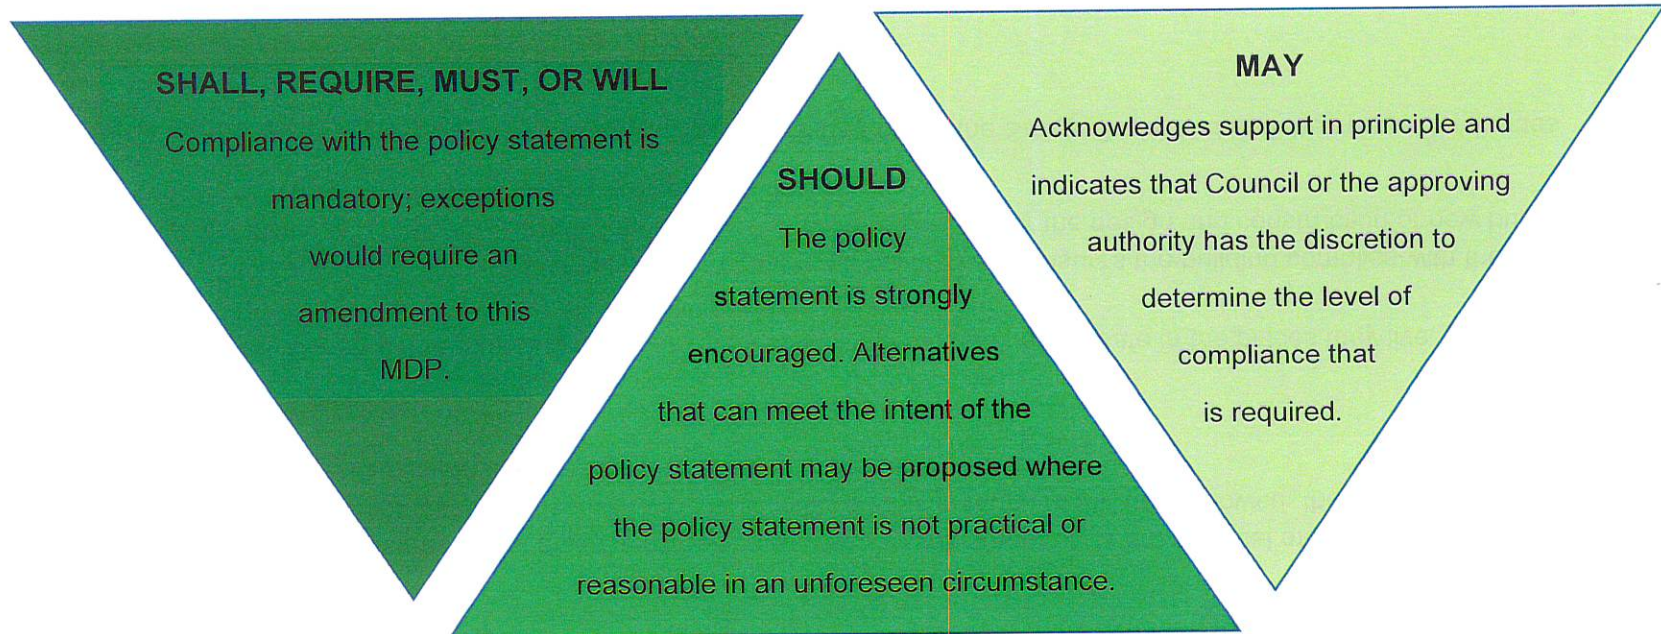 SHALL, REQUIRE, MUST, OR WILL
Compliance with the policy statement is
mandatory; exceptions
would require an
amendment to this
MDP.
SHOULD
The policy
statement is strongly
encouraged. Alternatives
that can meet the intent of the
policy statement may be proposed where
the policy statement is not practical or
reasonable in an unforeseen circumstance.
MAY
Acknowledges support in principle and
indicates that Council or the approving
authority has the discretion to
determine the level of
compliance that
is required.